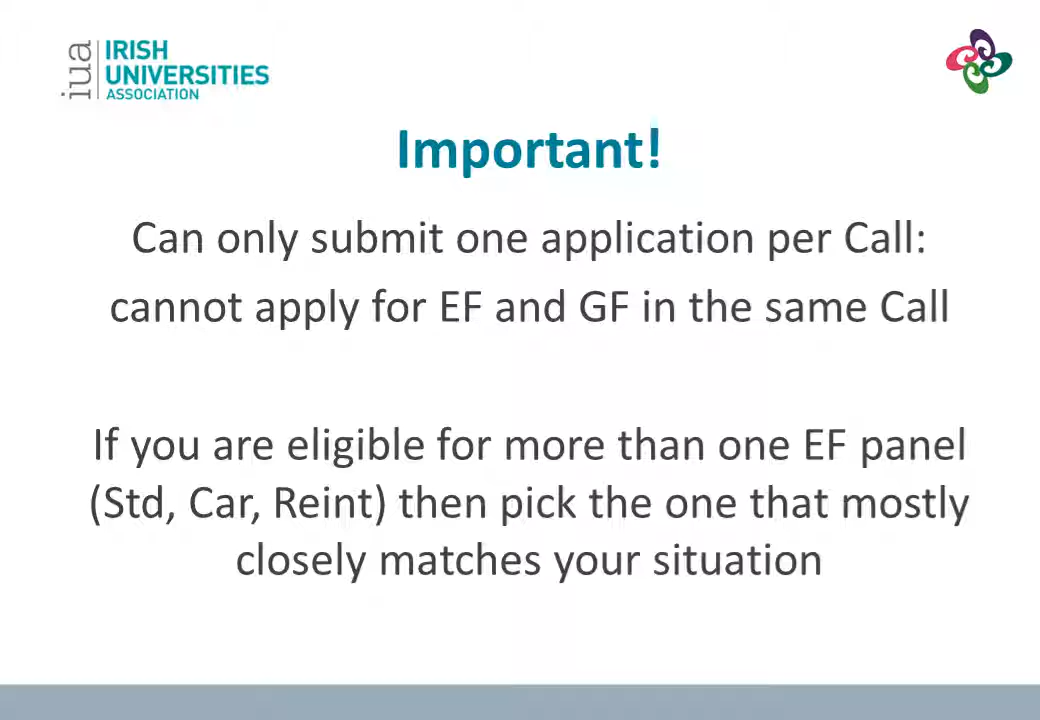 iua
IRISH
UNIVERSITIES
ASSOCIATION
Important!
Can only submit one application per Call:
cannot apply for EF and GF in the same Call
If you are eligible for more than one EF panel
(Std, Car, Reint) then pick the one that mostly
closely matches your situation